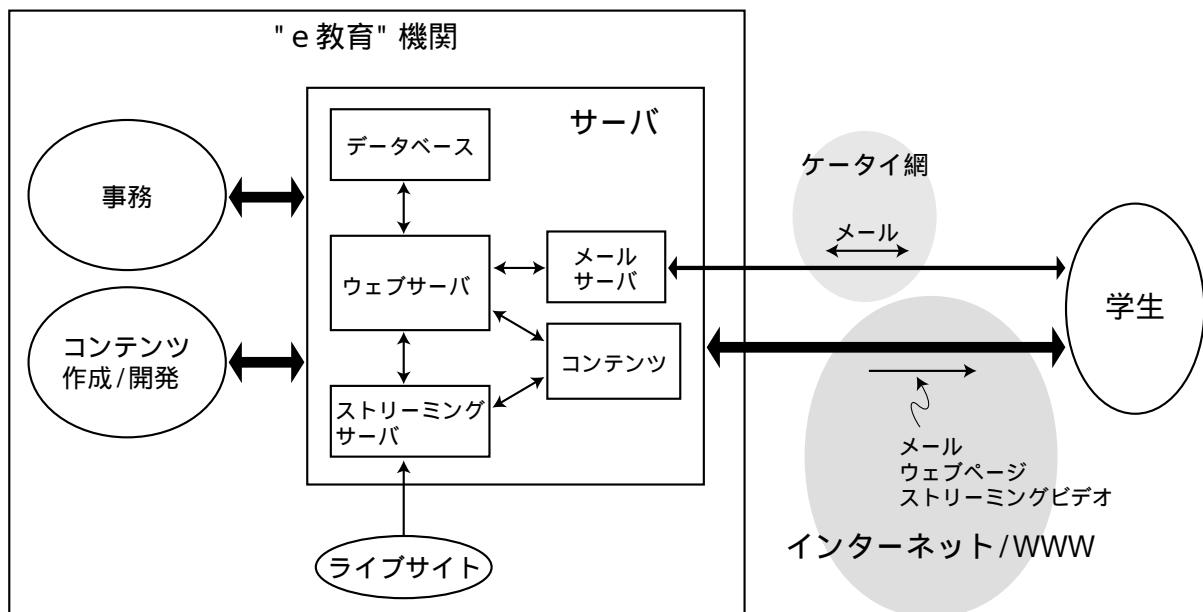 "e教育"機関
サーバ
データベース
事務
ウェブサーバ
メール
サーバ
コンテンツ
作成/開発
コンテンツ
ストリーミング
サーバ
ライブサイト
ケータイ網
メール
学生
メール
ウェブページ
ストリーミングビデオ
インターネット/WWW